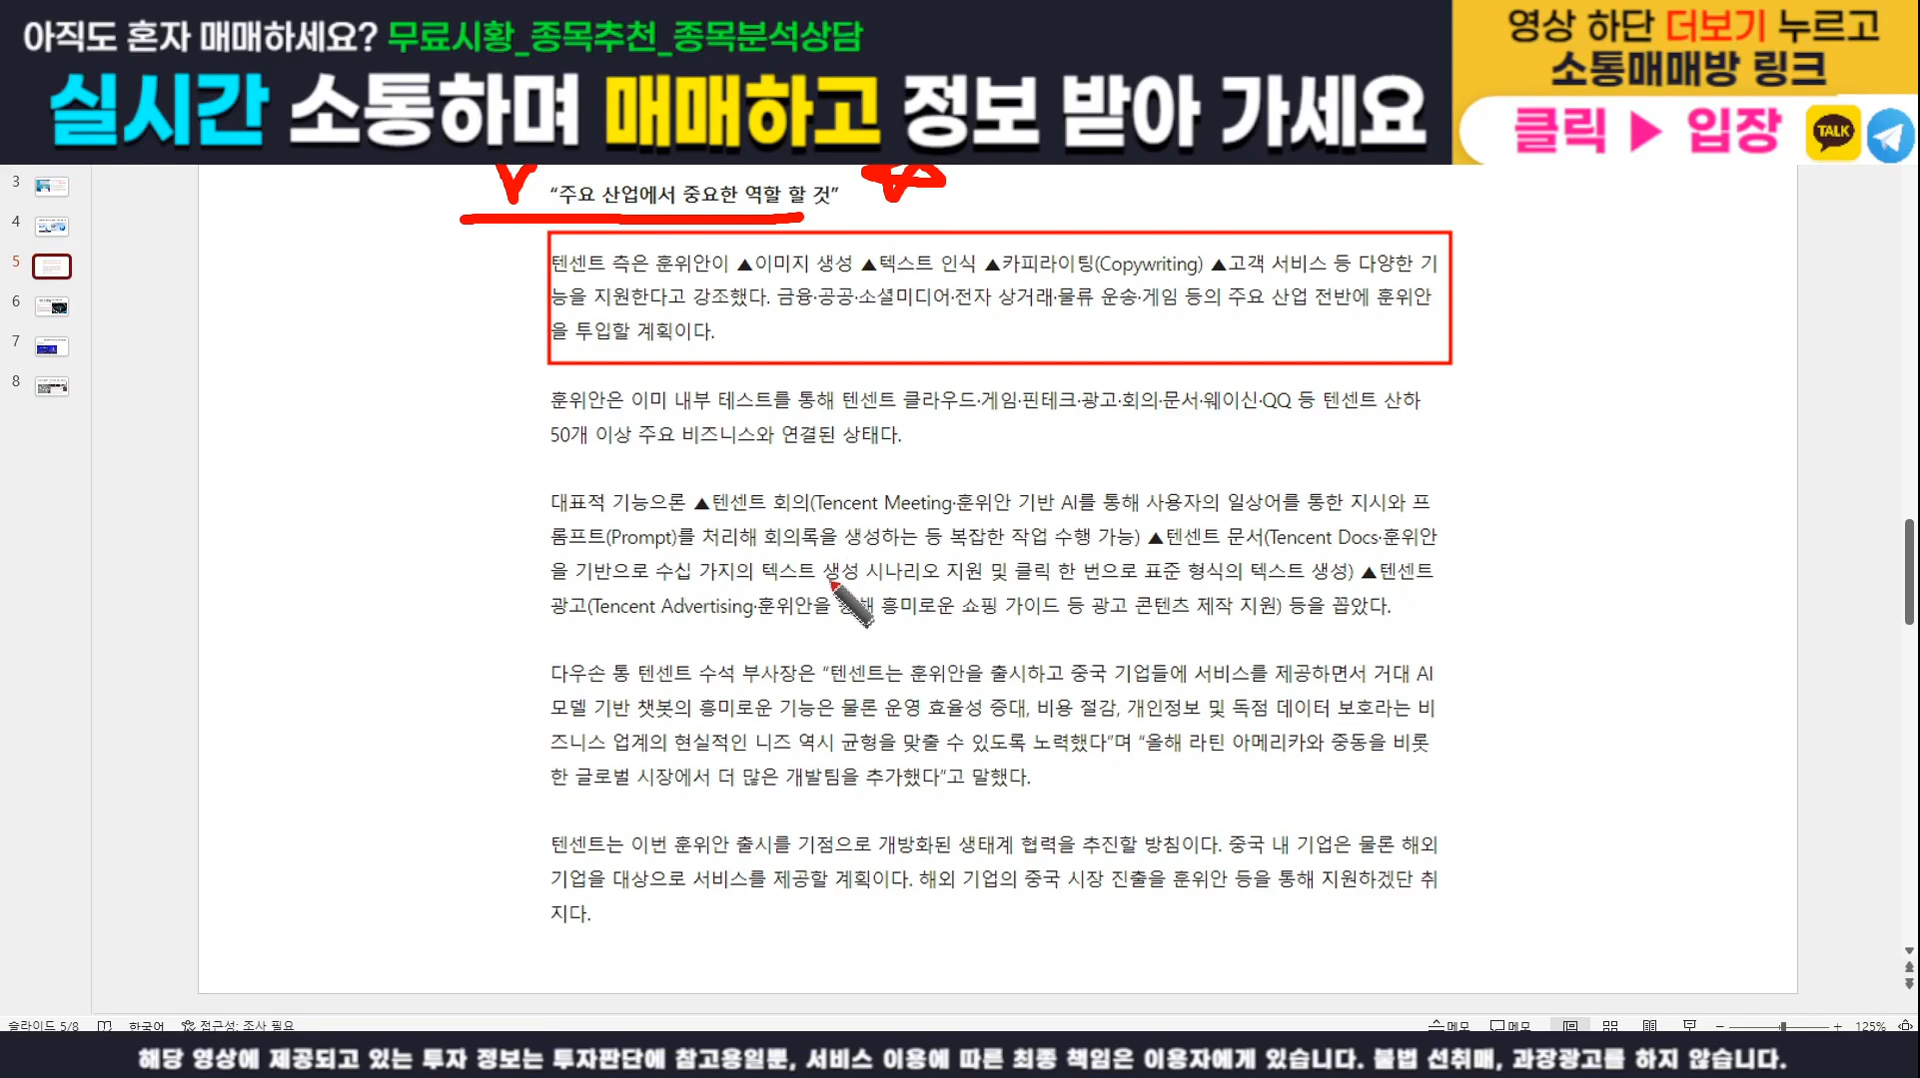 아직도 혼자 매매하세요? 무료시황_종목추천_종목분석상담
실시간 소통하며 매매하고 정보 받아 가세요
영상 하단 더보기 누르고
소통매매방 링크
클릭 ▶ 입장
TALK
3
4
5
6
7
8
“주요 산업에서 중요한 역할 할 것”
텐센트 측은 훈위안이 ▲이미지 생성 ▲텍스트 인식 ▲카피라이팅(Copywriting) ▲고객 서비스 등 다양한 기
능을 지원한다고 강조했다. 금융·공공·소셜미디어·전자 상거래·물류 운송·게임 등의 주요 산업 전반에 훈위안
을 투입할 계획이다.
훈위안은 이미 내부 테스트를 통해 텐센트 클라우드·게임·핀테크·광고·회의·문서·웨이신·QQ 등 텐센트 산하
50개 이상 주요 비즈니스와 연결된 상태다.
대표적 기능으론 ▲텐센트 회의(Tencent Meeting·훈위안 기반 AI를 통해 사용자의 일상어를 통한 지시와 프
롬프트(Prompt)를 처리해 회의록을 생성하는 등 복잡한 작업 수행 가능) ▲텐센트 문서(Tencent Docs·훈위안
을 기반으로 수십 가지의 텍스트 생성 시나리오 지원 및 클릭 한 번으로 표준 형식의 텍스트 생성) ▲텐센트
광고(Tencent Advertising·훈위안을 통해 흥미로운 쇼핑 가이드 등 광고 콘텐츠 제작 지원) 등을 꼽았다.
다우손 통 텐센트 수석 부사장은 “텐센트는 훈위안을 출시하고 중국 기업들에 서비스를 제공하면서 거대 AI
모델 기반 챗봇의 흥미로운 기능은 물론 운영 효율성 증대, 비용 절감, 개인정보 및 독점 데이터 보호라는 비
즈니스 업계의 현실적인 니즈 역시 균형을 맞출 수 있도록 노력했다”며 “올해 라틴 아메리카와 중동을 비롯
한 글로벌 시장에서 더 많은 개발팀을 추가했다”고 말했다.
텐센트는 이번 훈위안 출시를 기점으로 개방화된 생태계 협력을 추진할 방침이다. 중국 내 기업은 물론 해외
기업을 대상으로 서비스를 제공할 계획이다. 해외 기업의 중국 시장 진출을 훈위안 등을 통해 지원하겠단 취
지다.
슬라이드 5/8 한국어 접근성: 조사 필요 메모 메모 125%
해당 영상에 제공되고 있는 투자 정보는 투자판단에 참고용일뿐, 서비스 이용에 따른 최종 책임은 이용자에게 있습니다. 불법 선취매, 과장광고를 하지 않습니다.